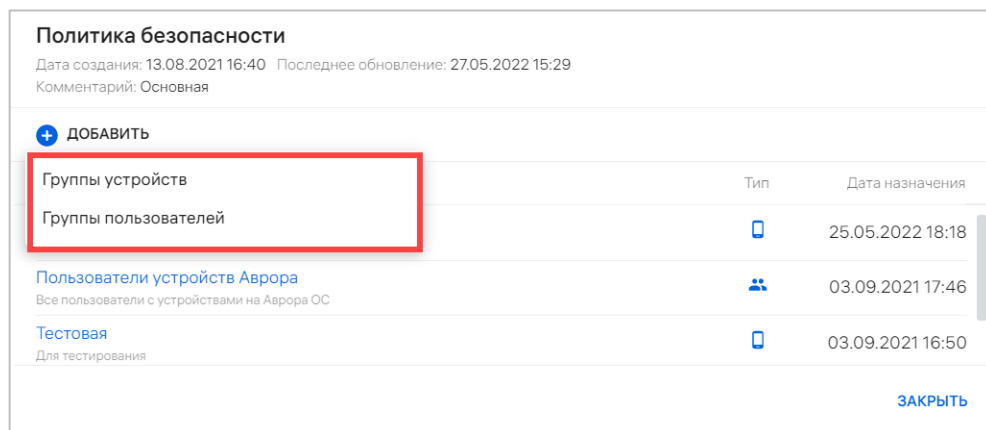 Политика безопасности
Дата создания: 13.08.2021 16:40 Последнее обновление: 27.05.2022 15:29
Комментарий: Основная
ДОБАВИТЬ
Группы устройств
Тип Дата назначения
Группы пользователей
25.05.2022 18:18
Пользователи устройств Аврора
Все пользователи с устройствами на Аврора ОС
03.09.2021 17:46
Тестовая
Для тестирования
03.09.2021 16:50
ЗАКРЫТЬ